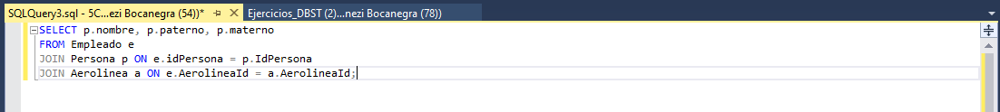 SQLQuery3.sql - 5C...ezi Bocanegra (54))* Ejercicios_DBST (2)...nezi Bocanegra (78))
SELECT p.nombre, p.paterno, p.materno
FROM Empleado e
JOIN Persona p ON e.idPersona = p.IdPersona
JOIN Aerolinea a ON e.AerolineaId = a.AerolineaId;